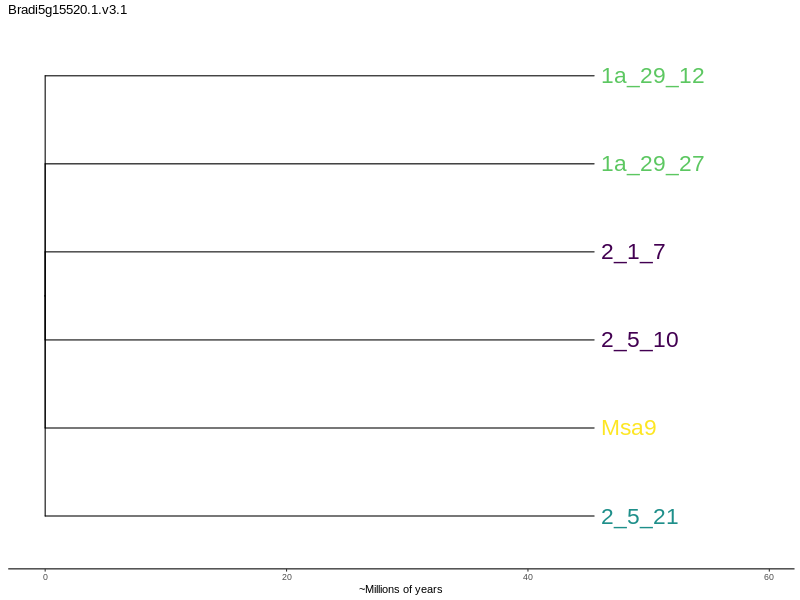 Bradi5g15520.1.v3.1
1a_29_12
1a_29_27
2_1_7
2_5_10
Msa9
2_5_21
0 20 40 60
~Millions of years